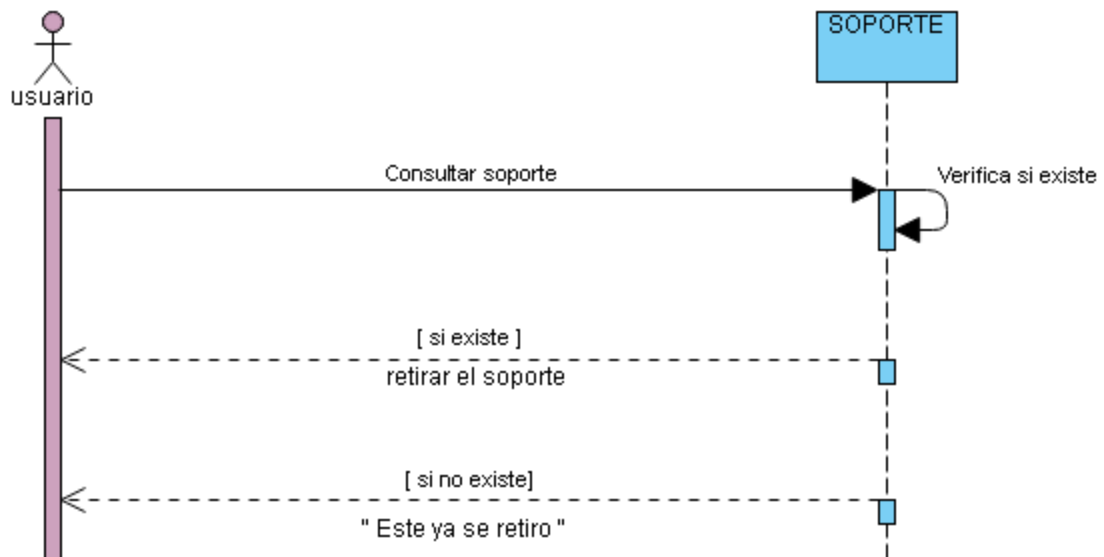 SOPORTE
usuario
Consultar soporte
Verifica si existe
[ si existe ]
retirar el soporte
[ si no existe]
" Este ya se retiro "